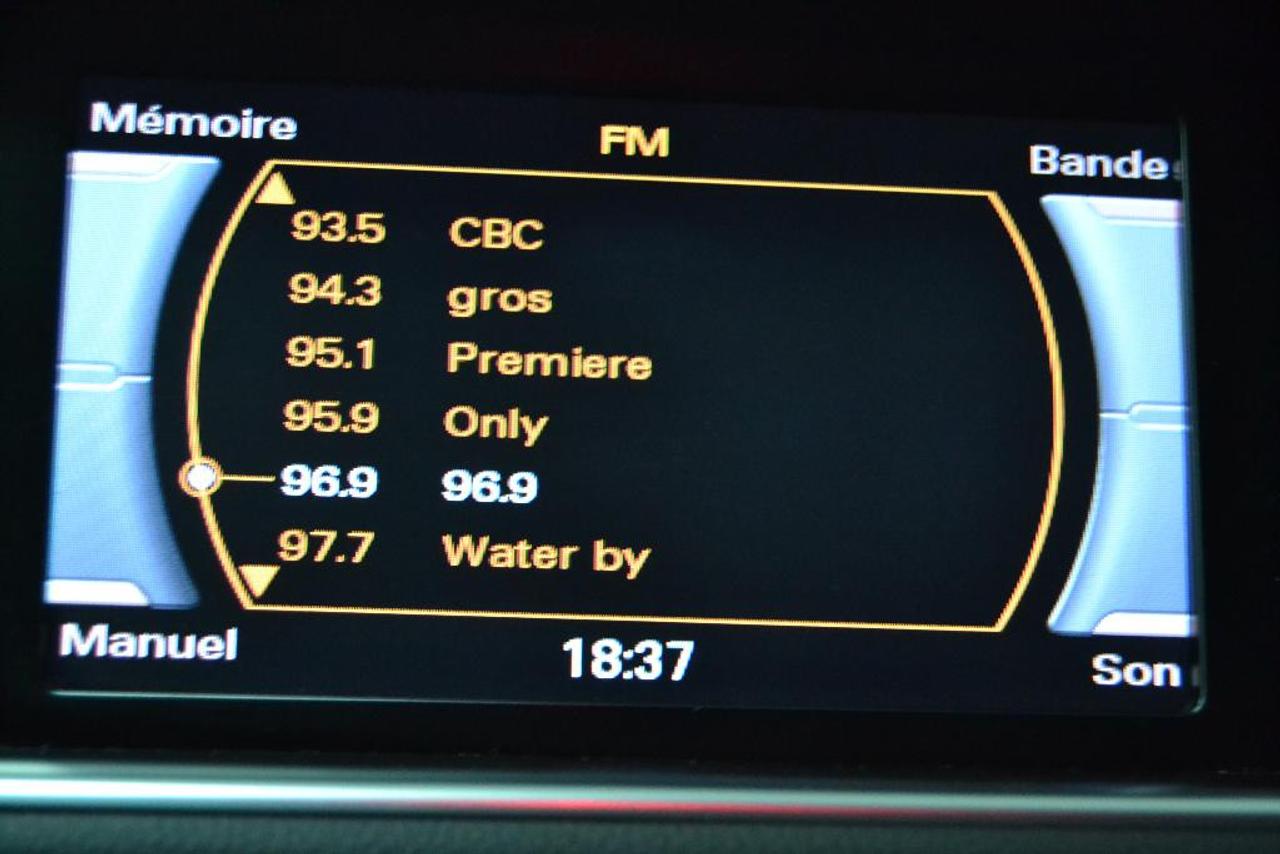 Mémoire
FM
Bande
93.5 CBC
94.3 gros
95.1 Premiere
95.9 Only
96.9 96.9
97.7 Water by
Manuel
18:37
Son